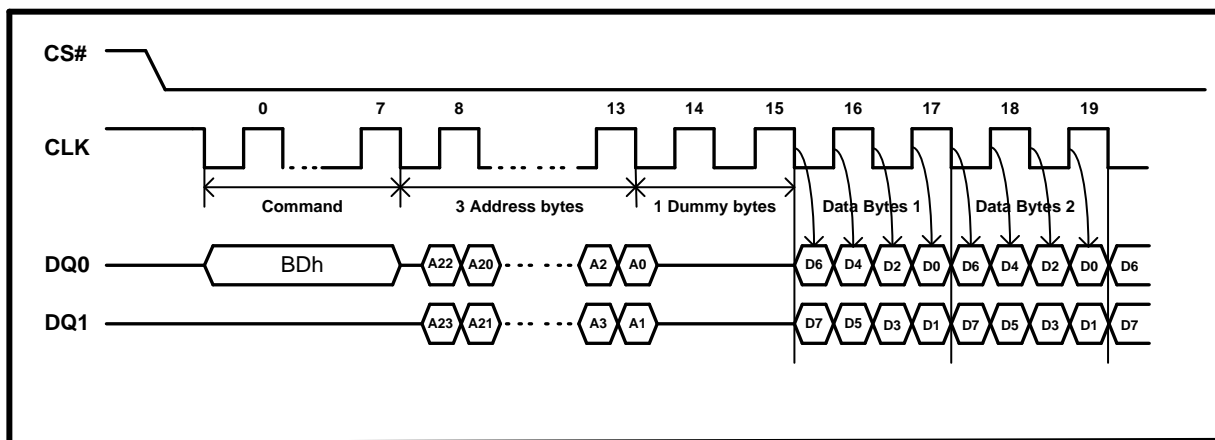 CS#
0 7 8 13 14 15 16 17 18 19
CLK
Command 3 Address bytes 1 Dummy bytes Data Bytes 1 Data Bytes 2
DQ0 BDh A22 A20 A2 A0 D6 D4 D2 D0 D6 D4 D2 D0 D6
DQ1 A23 A21 A3 A1 D7 D5 D3 D1 D7 D5 D3 D1 D7